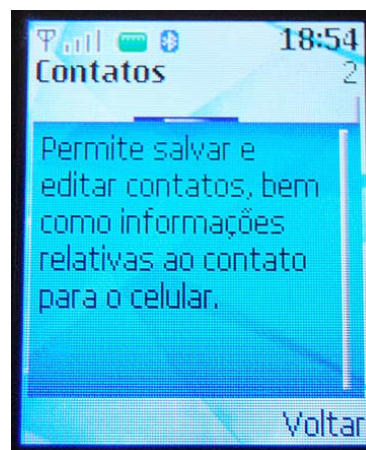 18:54
Contatos
2
Permite salvar e
editar contatos, bem
como informações
relativas ao contato
para o celular.
Voltar